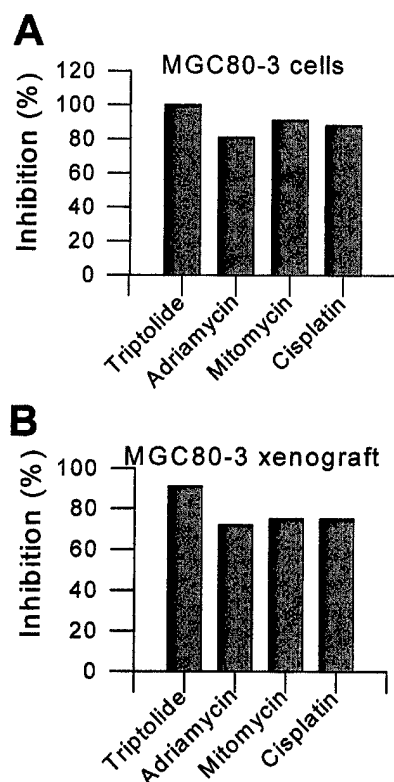 A
MGC80-3 cells
Inhibition (%)
120
100
80
60
40
20
0
Triptolide
Adriamycin
Mitomycin
Cisplatin
B
MGC80-3 xenograft
Inhibition (%)
100
80
60
40
20
0
Triptolide
Adriamycin
Mitomycin
Cisplatin